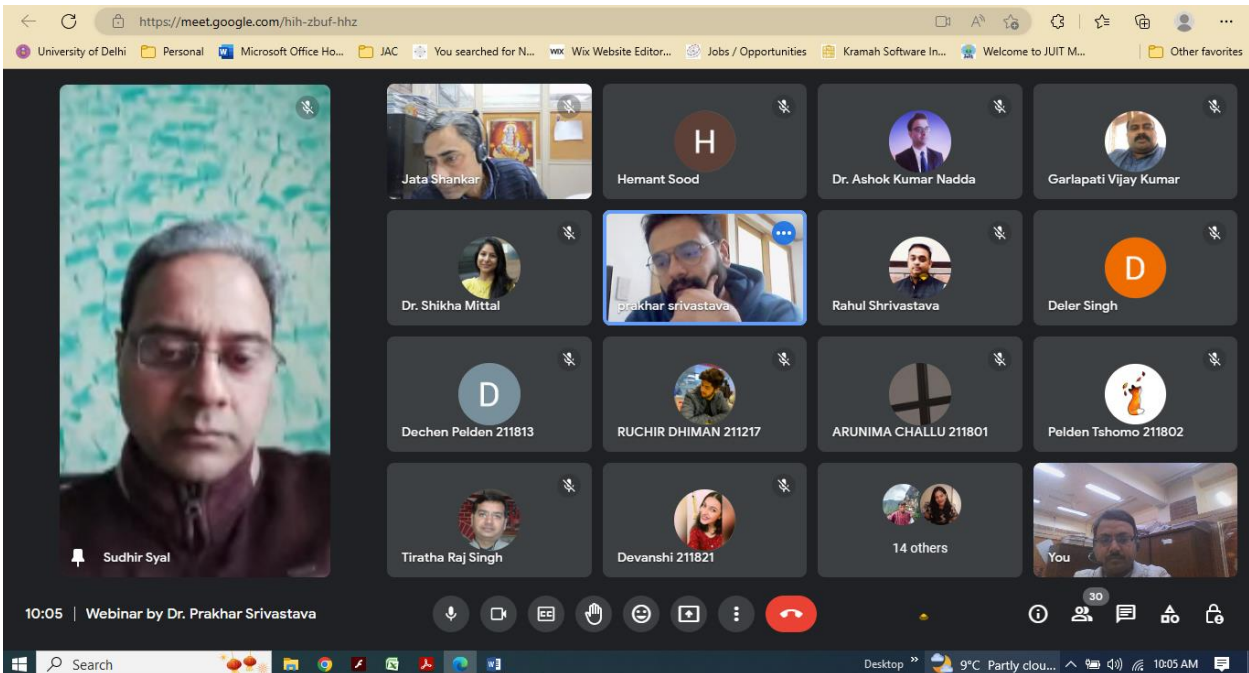 https://meet.google.com/hih-zbuf-hhz
University of Delhi Personal Microsoft Office Ho... JAC You searched for N... WIX Wix Website Editor... Jobs / Opportunities Kramah Software In... Welcome to JUIT M... Other favorites
Jata Shankar
H
Hemant Sood
Dr. Ashok Kumar Nadda
Garlapati Vijay Kumar
Dr. Shikha Mittal
prakhar srivastava
Rahul Shrivastava
D
Deler Singh
D
Dechen Pelden 211813
RUCHIR DHIMAN 211217
ARUNIMA CHALLU 211801
Pelden Tshomo 211802
Sudhir Syal
Tiratha Raj Singh
Devanshi 211821
14 others
You
10:05 | Webinar by Dr. Prakhar Srivastava
CC
30
Search
Desktop » 9°C Partly clou... 10:05 AM